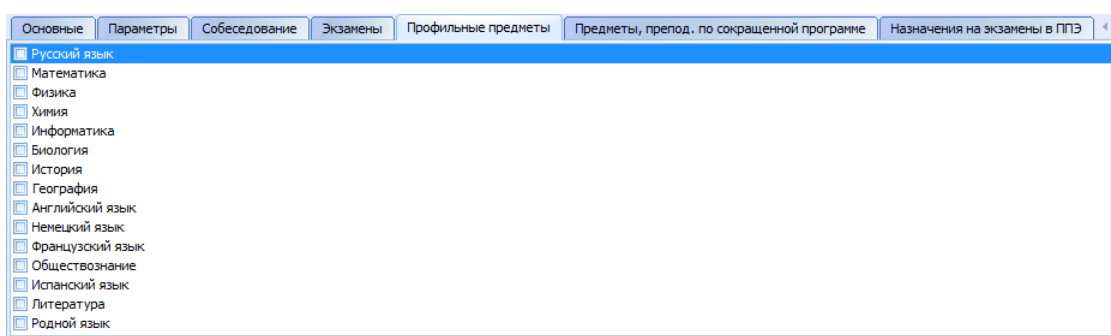 Основные Параметры Собеседование Экзамены Профильные предметы Предметы, препод. по сокращенной программе Назначения на экзамены в ППЭ
Русский язык
Математика
Физика
Химия
Информатика
Биология
История
География
Английский язык
Немецкий язык
Французский язык
Обществознание
Испанский язык
Литература
Родной язык